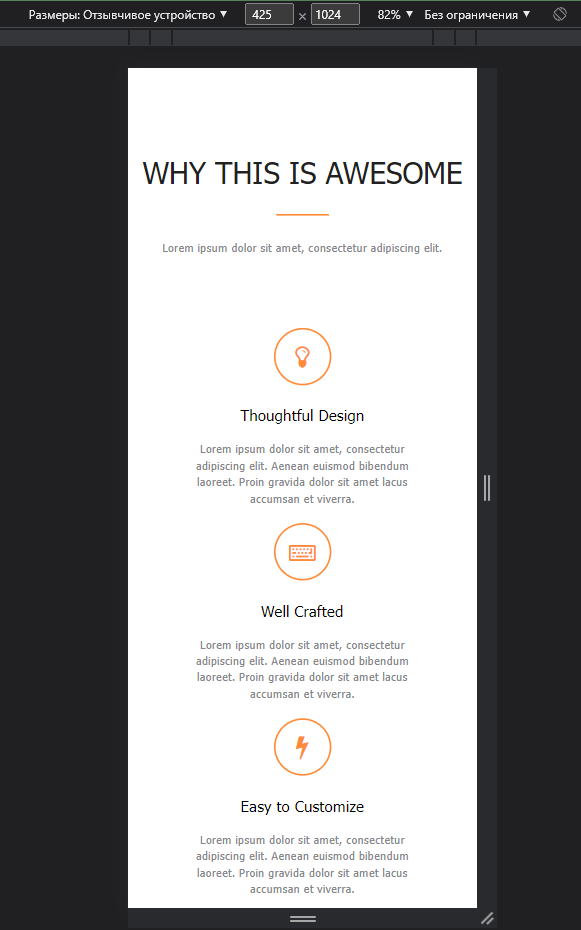 Размеры: Отзывчивое устройство ▼ 425 × 1024 82% ▼ Без ограничения ▼
WHY THIS IS AWESOME
Lorem ipsum dolor sit amet, consectetur adipiscing elit.
Thoughtful Design
Lorem ipsum dolor sit amet, consectetur
adipiscing elit. Aenean euismod bibendum
laoreet. Proin gravida dolor sit amet lacus
accumsan et viverra.
Well Crafted
Lorem ipsum dolor sit amet, consectetur
adipiscing elit. Aenean euismod bibendum
laoreet. Proin gravida dolor sit amet lacus
accumsan et viverra.
Easy to Customize
Lorem ipsum dolor sit amet, consectetur
adipiscing elit. Aenean euismod bibendum
laoreet. Proin gravida dolor sit amet lacus
accumsan et viverra.